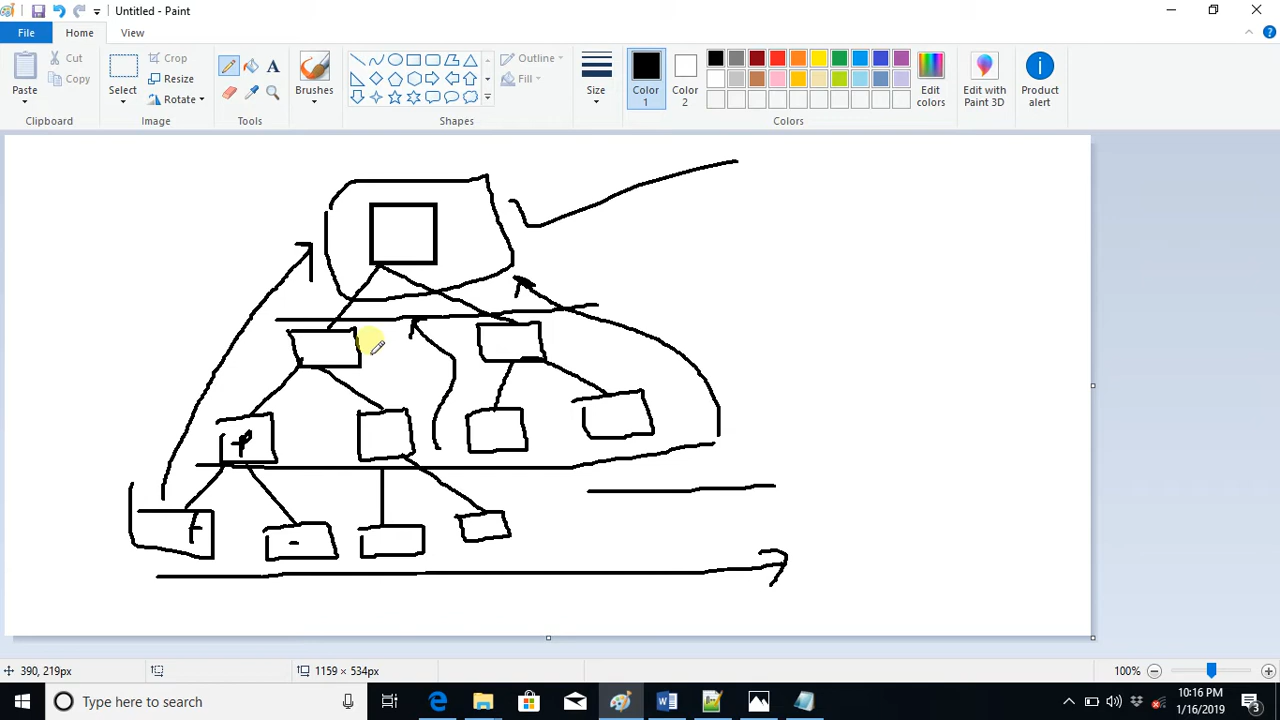 Untitled - Paint
File
Home
View
Paste
Cut
Copy
Clipboard
Select
Crop
Resize
Rotate
Image
Tools
Brushes
Shapes
Outline
Fill
Size
Color 1
Color 2
Edit colors
Colors
Edit with Paint 3D
Product alert
390, 219px
1159 × 534px
100%
Type here to search
10:16 PM
1/16/2019
3